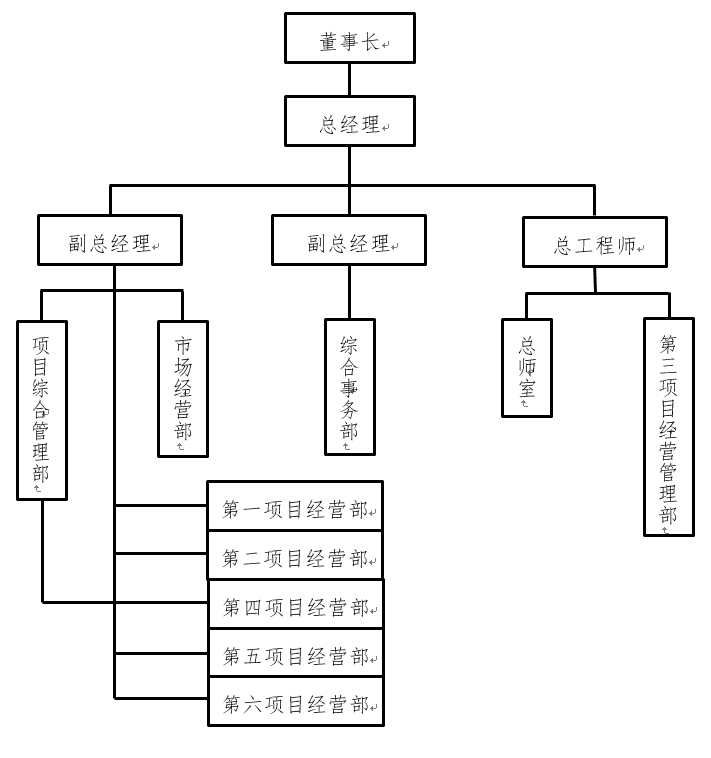 董事长
总经理
副总经理
副总经理
总工程师
项目综合管理部
市场经营部
综合事务部
总师室
第三项目经营管理部
第一项目经营部
第二项目经营部
第四项目经营部
第五项目经营部
第六项目经营部